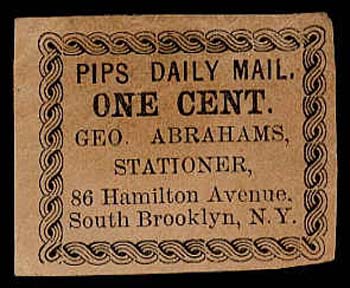 PIPS DAILY MAIL.
ONE CENT.
GEO. ABRAHAMS,
STATIONER,
86 Hamilton Avenue.
South Brooklyn, N.Y.